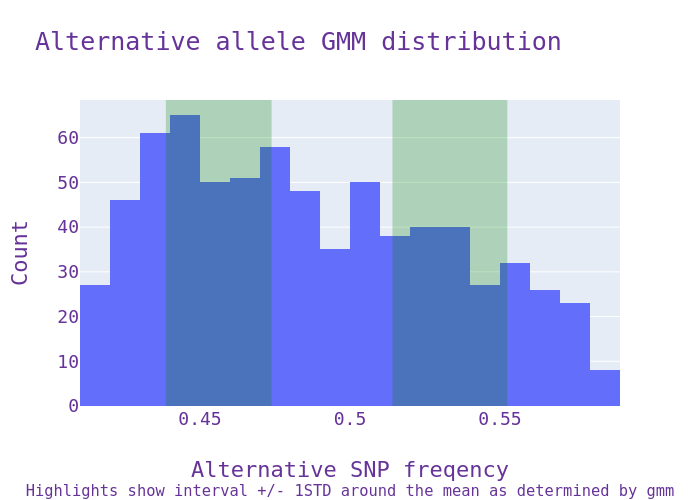 Alternative allele GMM distribution
Count
60
50
40
30
20
10
0
0.45 0.5 0.55
Alternative SNP freqency
Highlights show interval +/- 1STD around the mean as determined by gmm